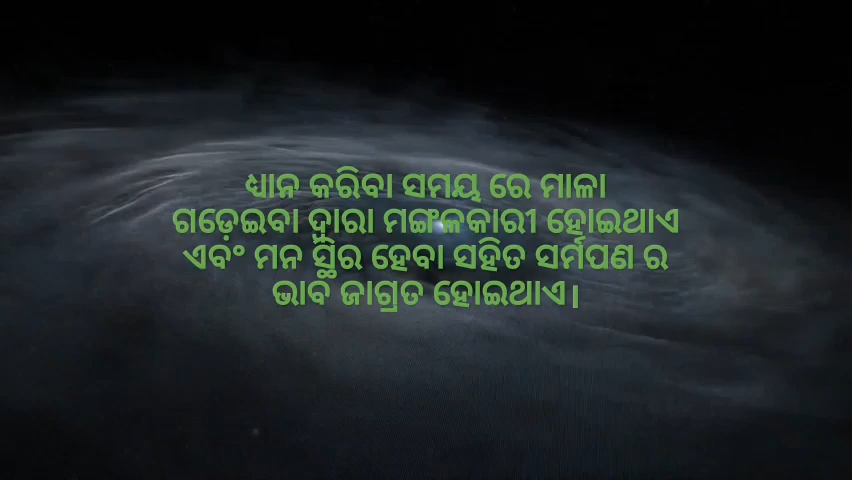 ଧ୍ୟାନ କରିବା ସମୟ ରେ ମାଳା
ଗଡ଼େଇବା ଦ୍ୱାରା ମଙ୍ଗଳକାରୀ ହୋଇଥାଏ
ଏବଂ ମନ ସ୍ଥିର ହେବା ସହିତ ସର୍ମପଣ ର
ଭାବ ଜାଗ୍ରତ ହୋଇଥାଏ।